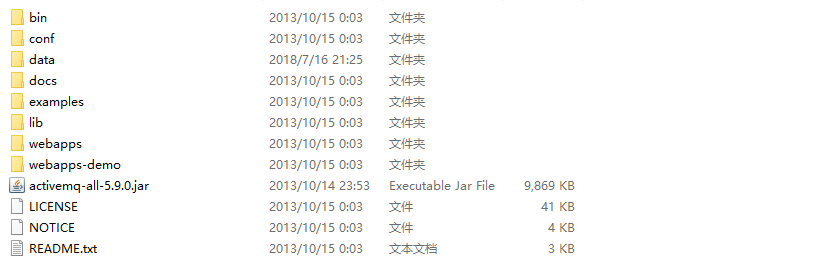 bin 2013/10/15 0:03 文件夹
conf 2013/10/15 0:03 文件夹
data 2018/7/16 21:25 文件夹
docs 2013/10/15 0:03 文件夹
examples 2013/10/15 0:03 文件夹
lib 2013/10/15 0:03 文件夹
webapps 2013/10/15 0:03 文件夹
webapps-demo 2013/10/15 0:03 文件夹
activemq-all-5.9.0.jar 2013/10/14 23:53 Executable Jar File 9,869 KB
LICENSE 2013/10/15 0:03 文件 41 KB
NOTICE 2013/10/15 0:03 文件 4 KB
README.txt 2013/10/15 0:03 文本文档 3 KB